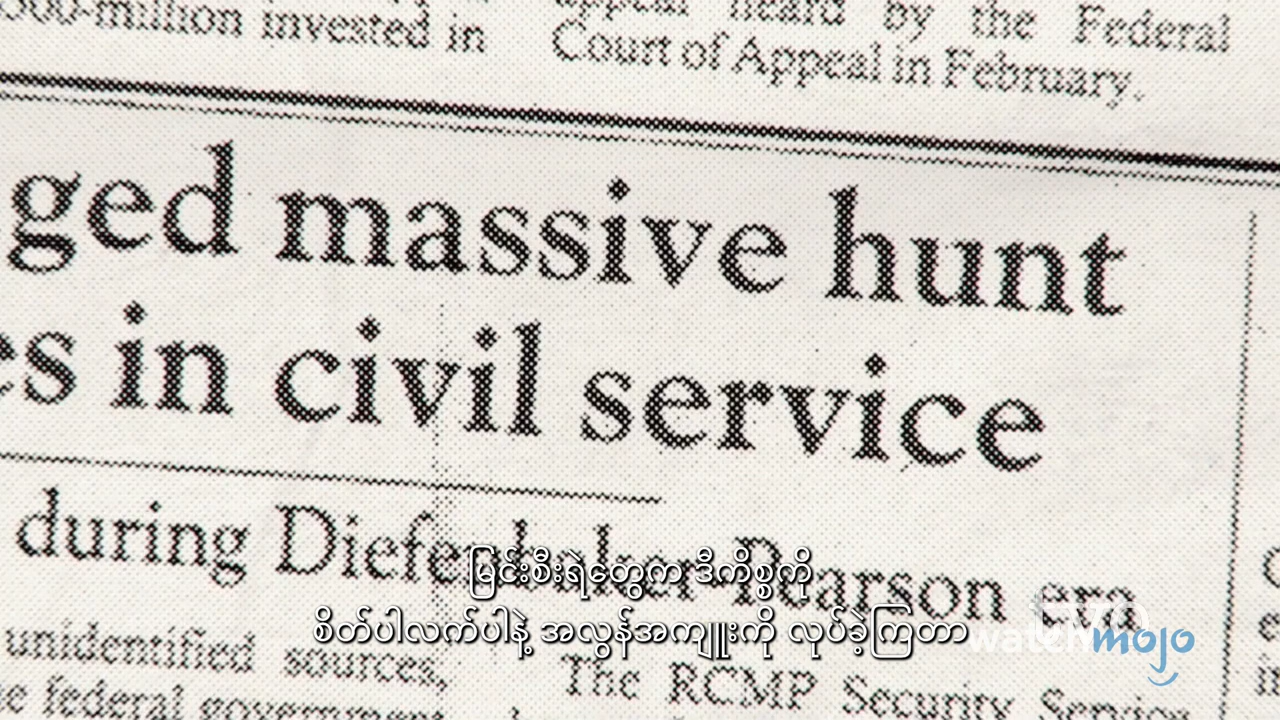 500-million invested in
appeal heard by the Federal
Court of Appeal in February.
ged massive hunt
es in civil service
during Diefenbaker-Pearson era
unidentified sources,
federal government
The RCMP Security Service
မြင်းစီးရဲတွေက ဒီကိစ္စကို
စိတ်ပါလက်ပါနဲ့ အလွန်အကျူးကို လုပ်ခဲ့ကြတာ
watchmojo